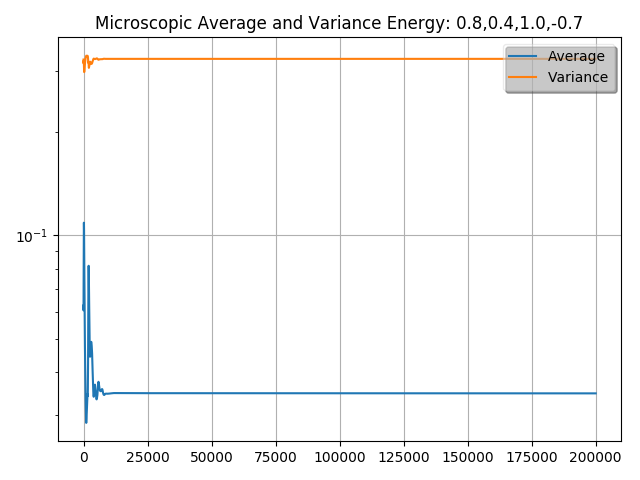 Microscopic Average and Variance Energy: 0.8,0.4,1.0,-0.7
Average
Variance
10⁻¹
0 25000 50000 75000 100000 125000 150000 175000 200000